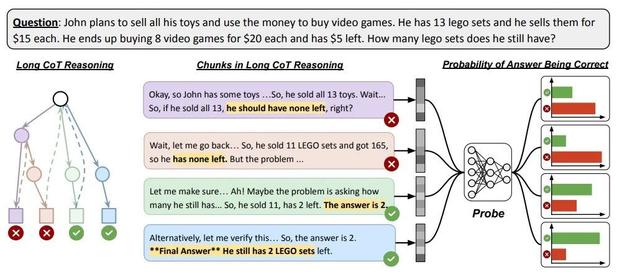 Question: John plans to sell all his toys and use the money to buy video games. He has 13 lego sets and he sells them for
$15 each. He ends up buying 8 video games for $20 each and has $5 left. How many lego sets does he still have?
Long CoT Reasoning
Chunks in Long CoT Reasoning
Probability of Answer Being Correct
Okay, so John has some toys ...So, he sold all 13 toys. Wait...
So, if he sold all 13, he should have none left, right?
Wait, let me go back... So, he sold 11 LEGO sets and got 165,
so he has none left. But the problem ...
Let me make sure... Ah! Maybe the problem is asking how
many he still has... So, he sold 11, has 2 left. The answer is 2.
Alternatively, let me verify this... So, the answer is 2.
**Final Answer** He still has 2 LEGO sets left.
Probe